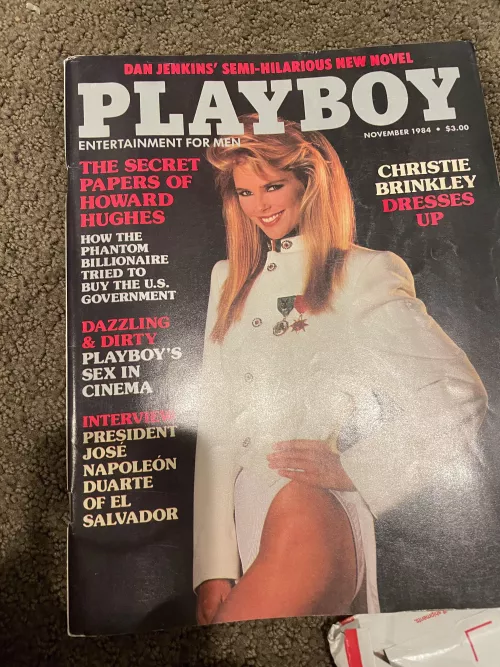 DAN JENKINS' SEMI-HILARIOUS NEW NOVEL
PLAYBOY
ENTERTAINMENT FOR MEN
NOVEMBER 1984 • $3.00
THE SECRET
PAPERS OF
HOWARD
HUGHES
HOW THE
PHANTOM
BILLIONAIRE
TRIED TO
BUY THE U.S.
GOVERNMENT
DAZZLING
& DIRTY
PLAYBOY'S
SEX IN
CINEMA
INTERVIEW
PRESIDENT
JOSÉ
NAPOLEÓN
DUARTE
OF EL
SALVADOR
CHRISTIE
BRINKLEY
DRESSES
UP